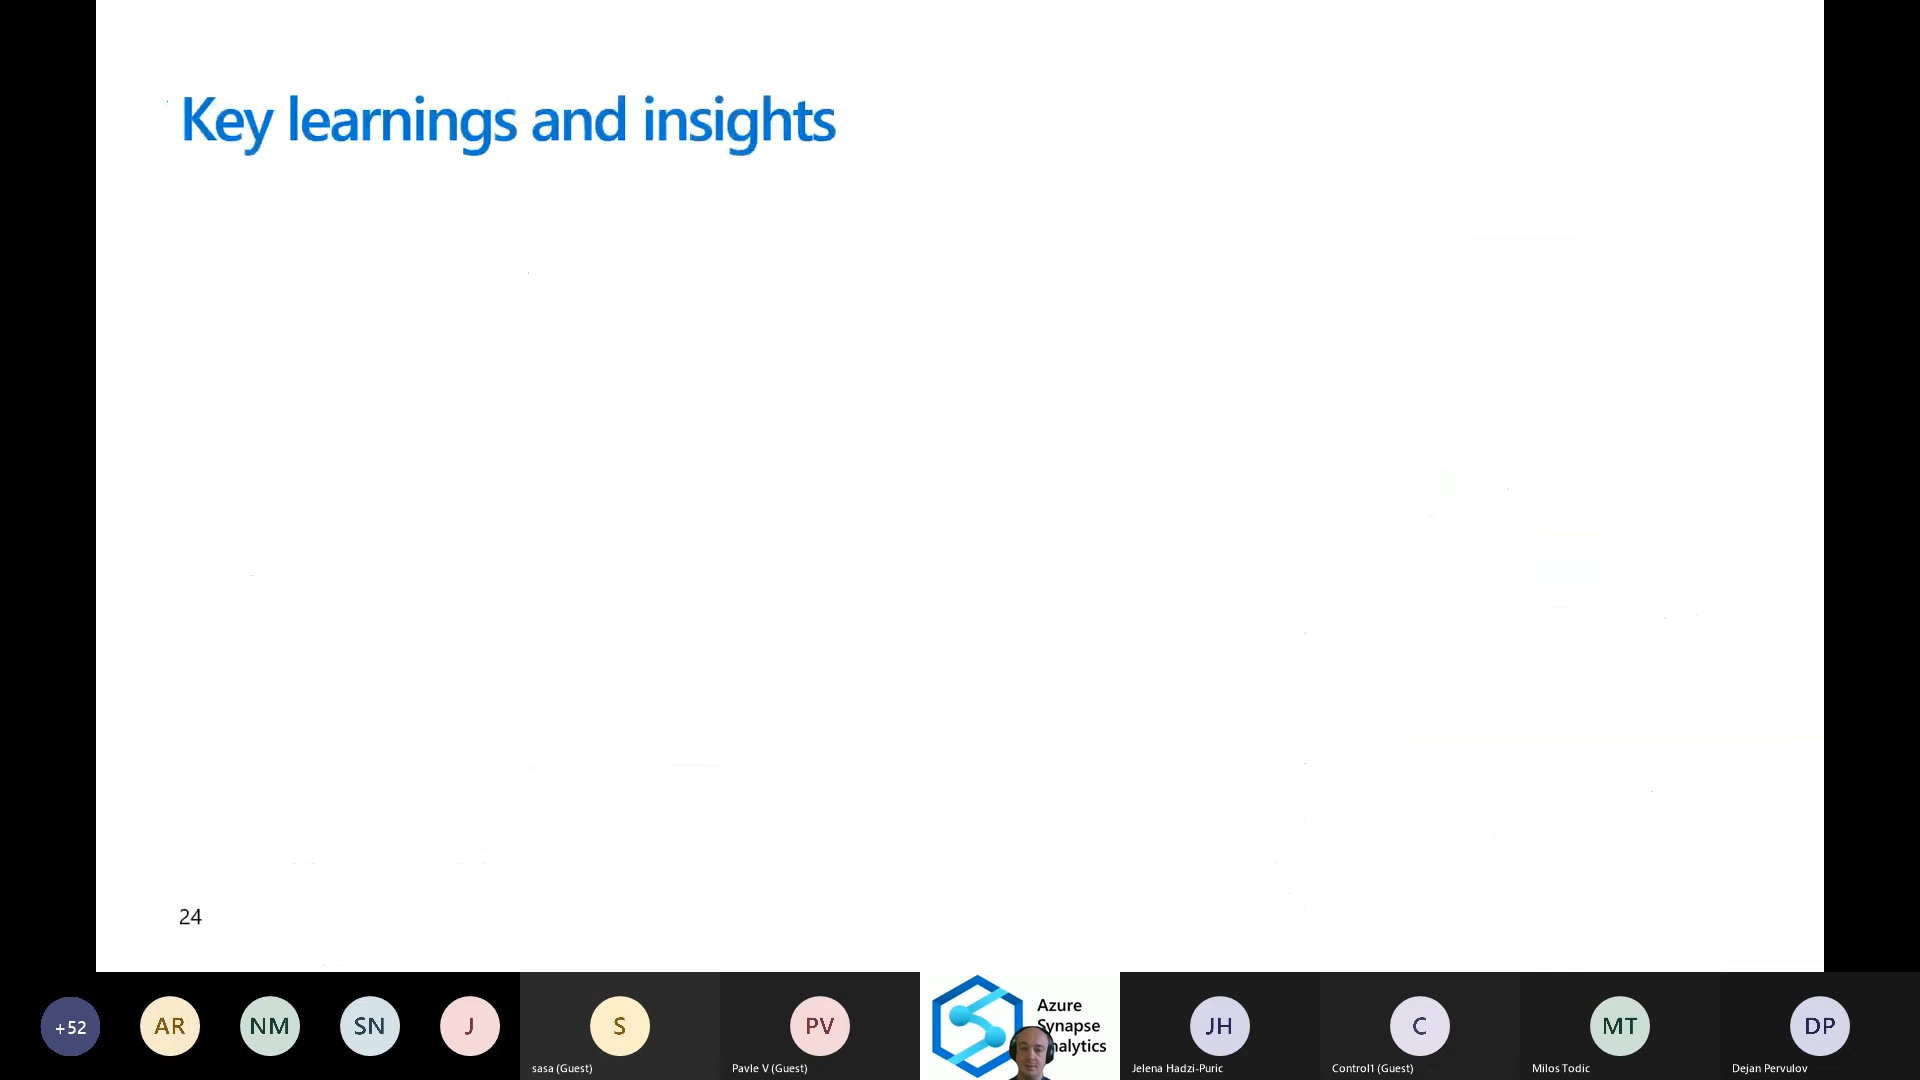 Key learnings and insights
24
+52
AR
NM
SN
J
S
sasa (Guest)
PV
Pavle V (Guest)
Azure
Synapse
nalytics
JH
Jelena Hadzi-Puric
C
Control1 (Guest)
MT
Milos Todic
DP
Dejan Pervulov